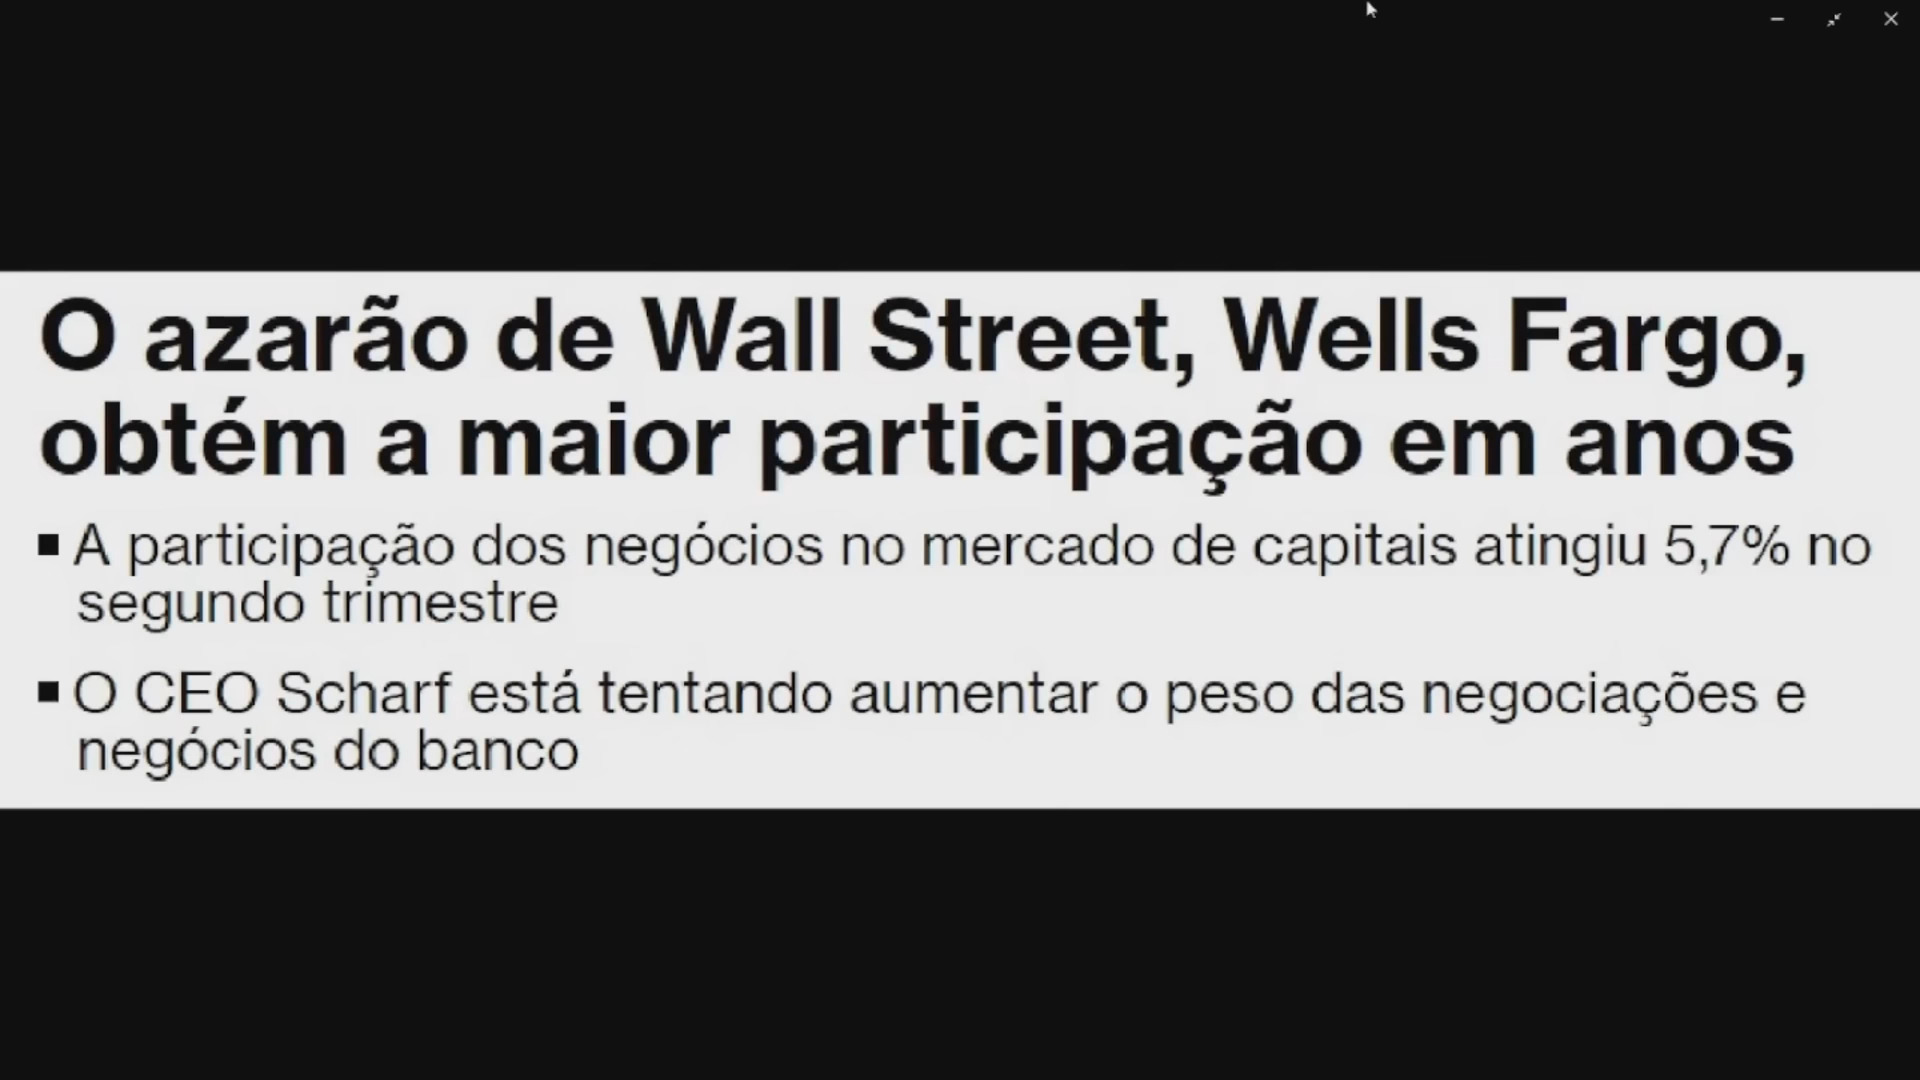 O azarão de Wall Street, Wells Fargo,
obtém a maior participação em anos
▪ A participação dos negócios no mercado de capitais atingiu 5,7% no
segundo trimestre
▪ O CEO Scharf está tentando aumentar o peso das negociações e
negócios do banco